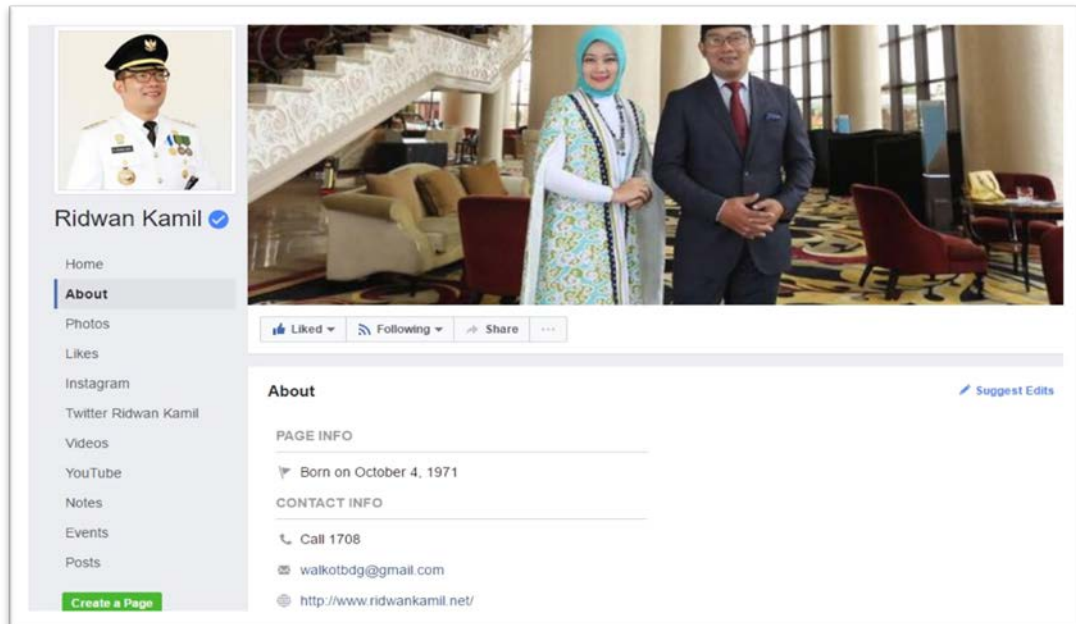 Ridwan Kamil
Home
About
Photos
Likes
Instagram
Twitter Ridwan Kamil
Videos
YouTube
Notes
Events
Posts
Create a Page
Liked
Following
Share
About
Suggest Edits
PAGE INFO
Born on October 4, 1971
CONTACT INFO
Call 1708
walkotbdg@gmail.com
http://www.ridwankamil.net/